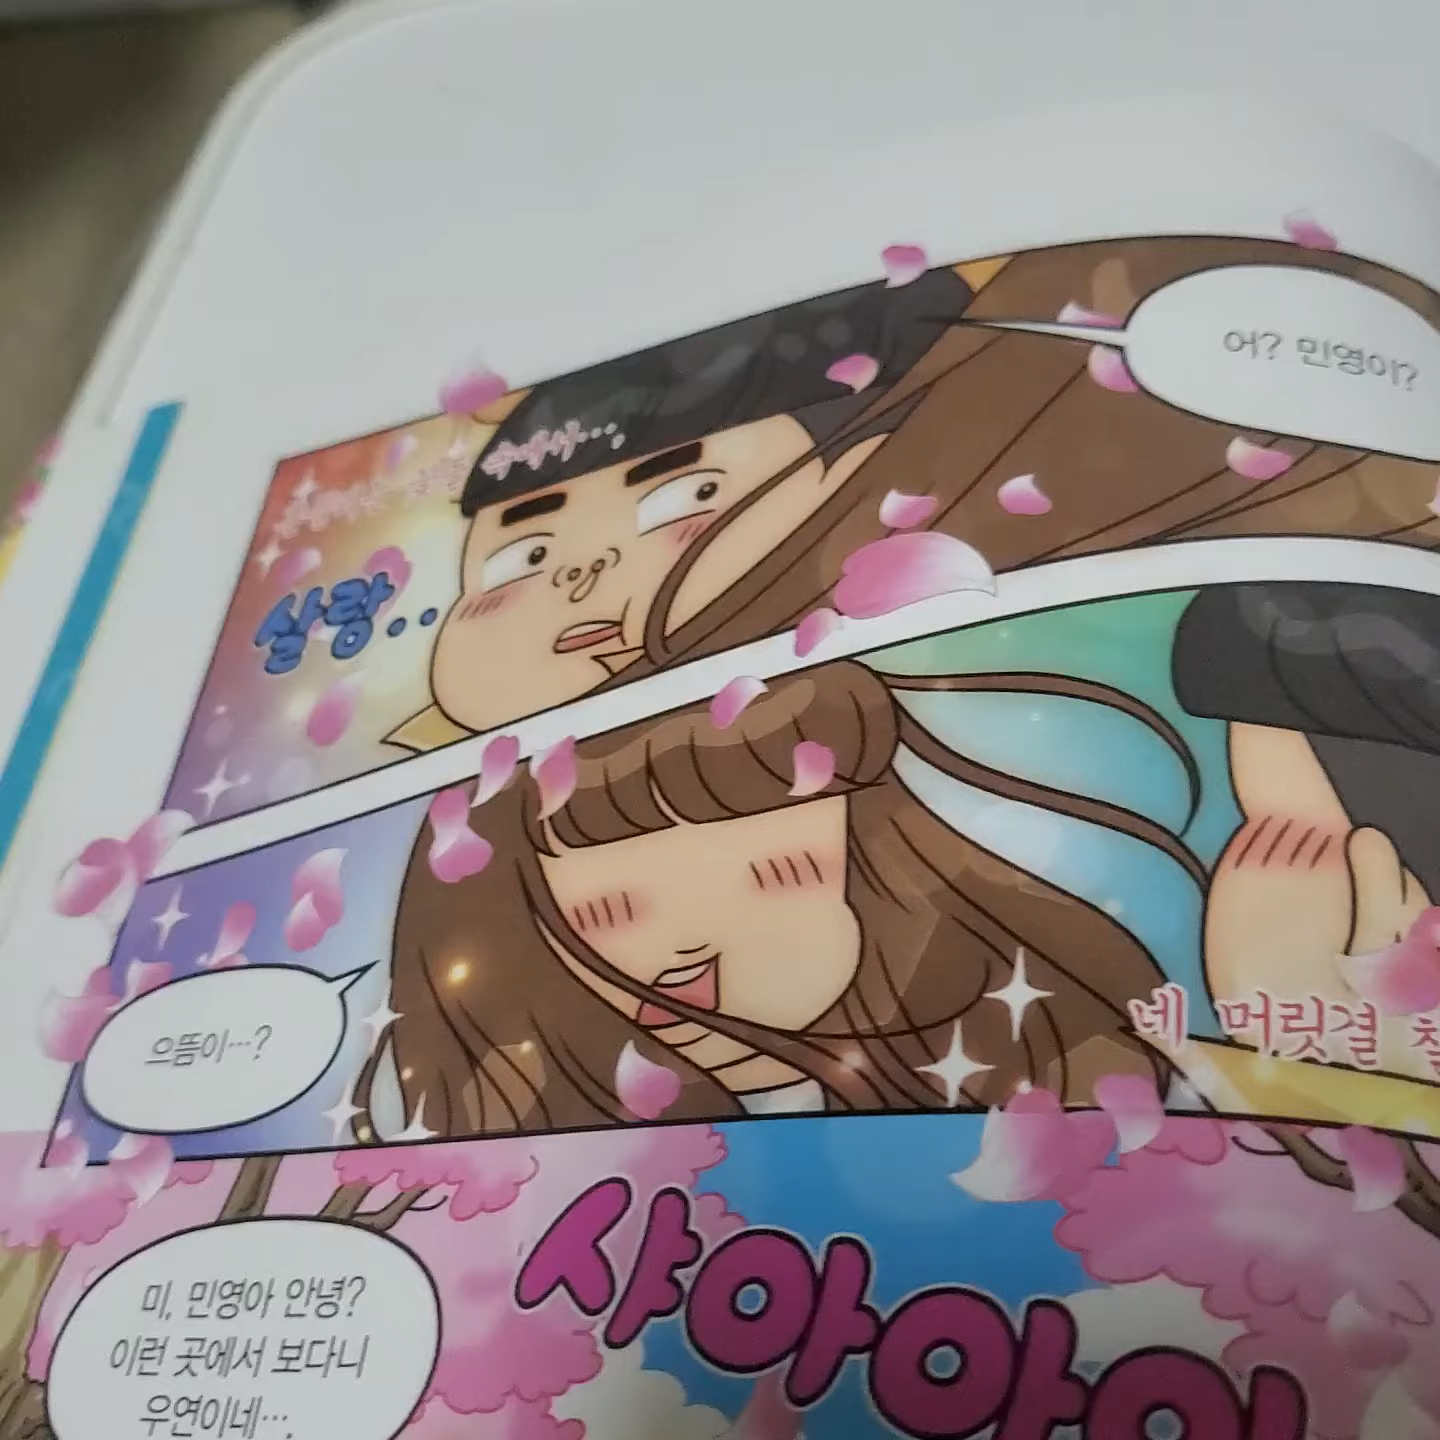 어? 민영이?
살랑..
으뜸이…?
네 머릿결
샤아아아
미, 민영아 안녕?
이런 곳에서 보다니
우연이네….